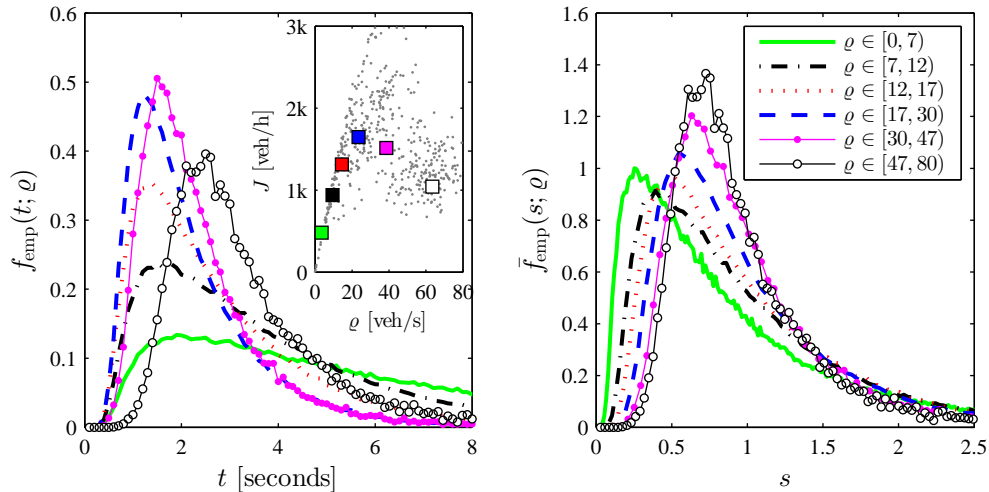 f_emp(t; ϱ)
0.6
0.5
0.4
0.3
0.2
0.1
0
0 2 4 6 8
t [seconds]
J [veh/h]
3k
2k
1k
0
0 20 40 60 80
ϱ [veh/s]
f̄_emp(s; ϱ)
1.6
1.4
1.2
1.0
0.8
0.6
0.4
0.2
0
0 0.5 1.0 1.5 2.0 2.5
s
ϱ ∈ [0, 7)
ϱ ∈ [7, 12)
ϱ ∈ [12, 17)
ϱ ∈ [17, 30)
ϱ ∈ [30, 47)
ϱ ∈ [47, 80)